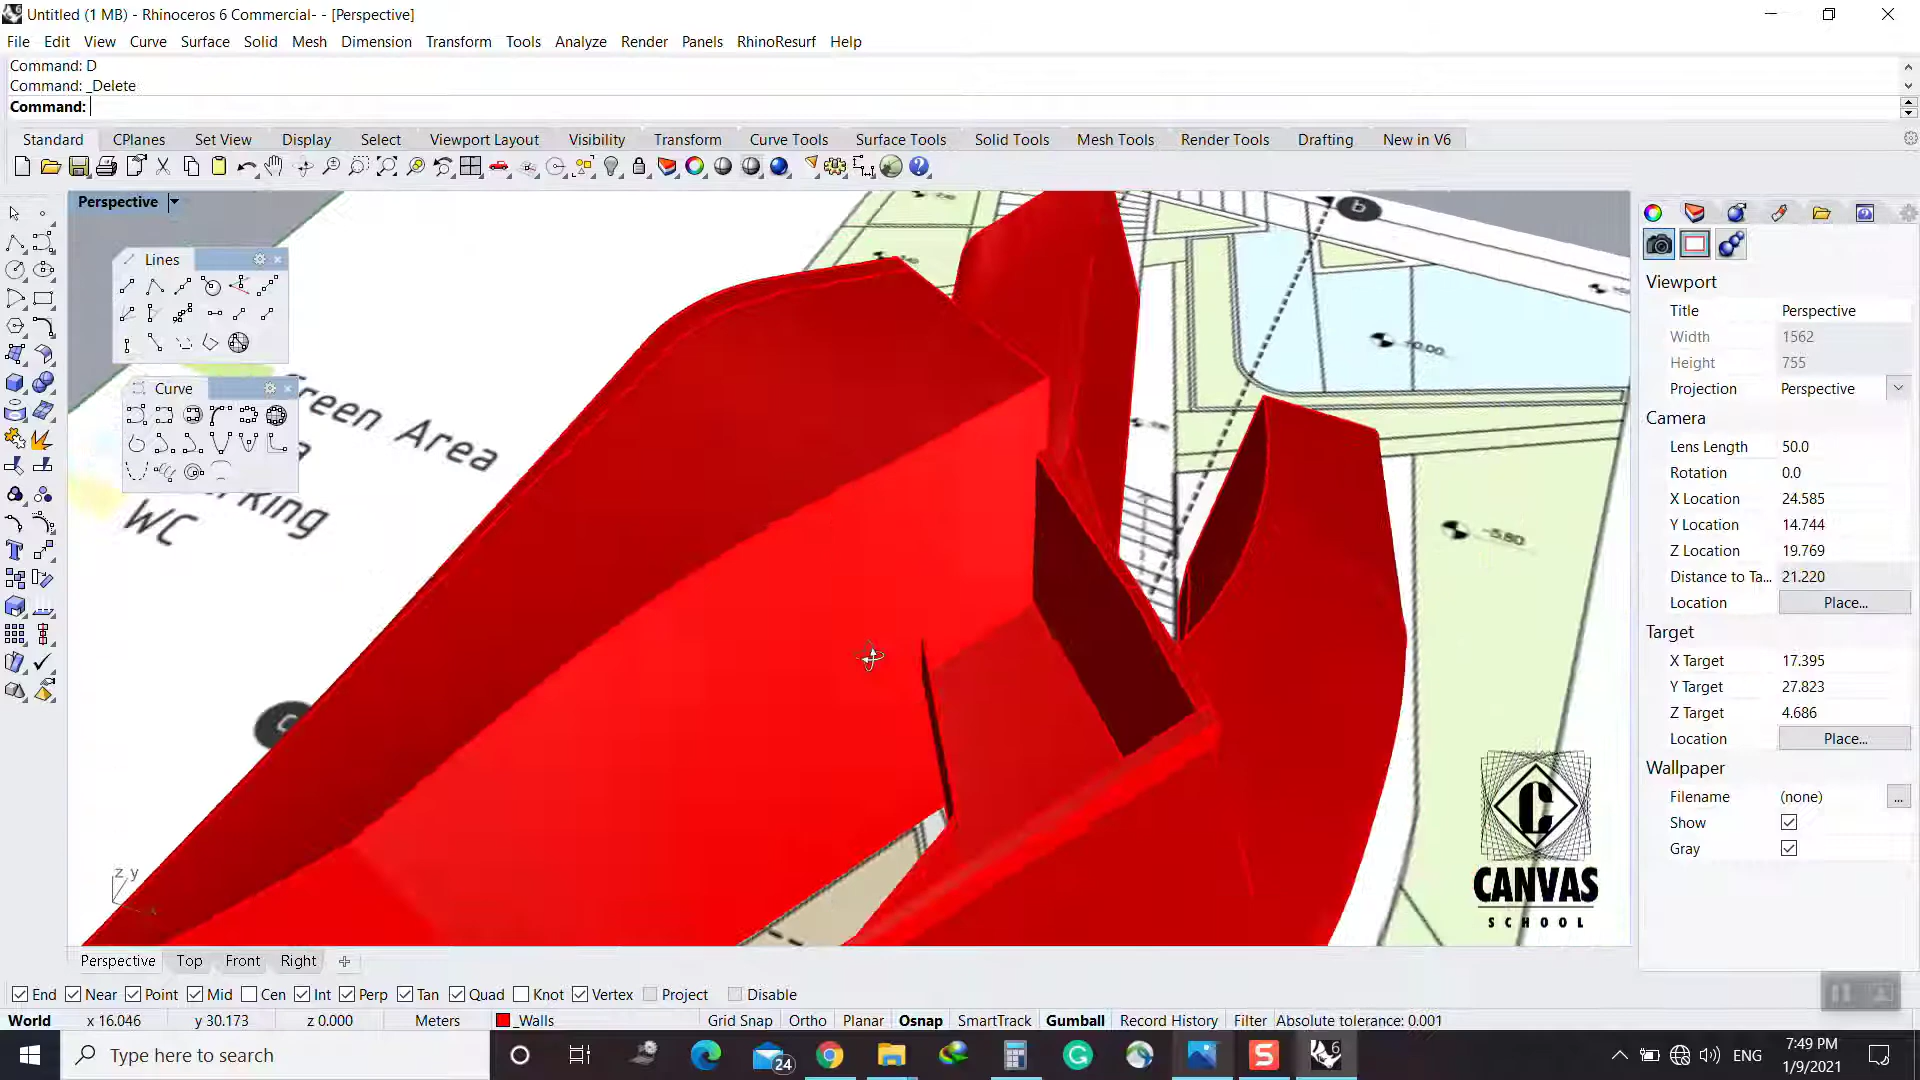 Untitled (1 MB) - Rhinoceros 6 Commercial- - [Perspective]
File Edit View Curve Surface Solid Mesh Dimension Transform Tools Analyze Render Panels RhinoResurf Help
Command: D
Command: _Delete
Command:
Standard CPlanes Set View Display Select Viewport Layout Visibility Transform Curve Tools Surface Tools Solid Tools Mesh Tools Render Tools Drafting New in V6
Perspective
Lines
Curve
Green Area
WC
b
c
±0.00
-5.80
z y
x
Viewport
Title Perspective
Width 1562
Height 755
Projection Perspective
Camera
Lens Length 50.0
Rotation 0.0
X Location 24.585
Y Location 14.744
Z Location 19.769
Distance to Ta... 21.220
Location Place...
Target
X Target 17.395
Y Target 27.823
Z Target 4.686
Location Place...
Wallpaper
Filename (none) ...
Show
Gray
CANVAS
SCHOOL
Perspective Top Front Right
End Near Point Mid Cen Int Perp Tan Quad Knot Vertex Project Disable
World x 16.046 y 30.173 z 0.000 Meters _Walls Grid Snap Ortho Planar Osnap SmartTrack Gumball Record History Filter Absolute tolerance: 0.001
Type here to search
24
ENG
7:49 PM
1/9/2021